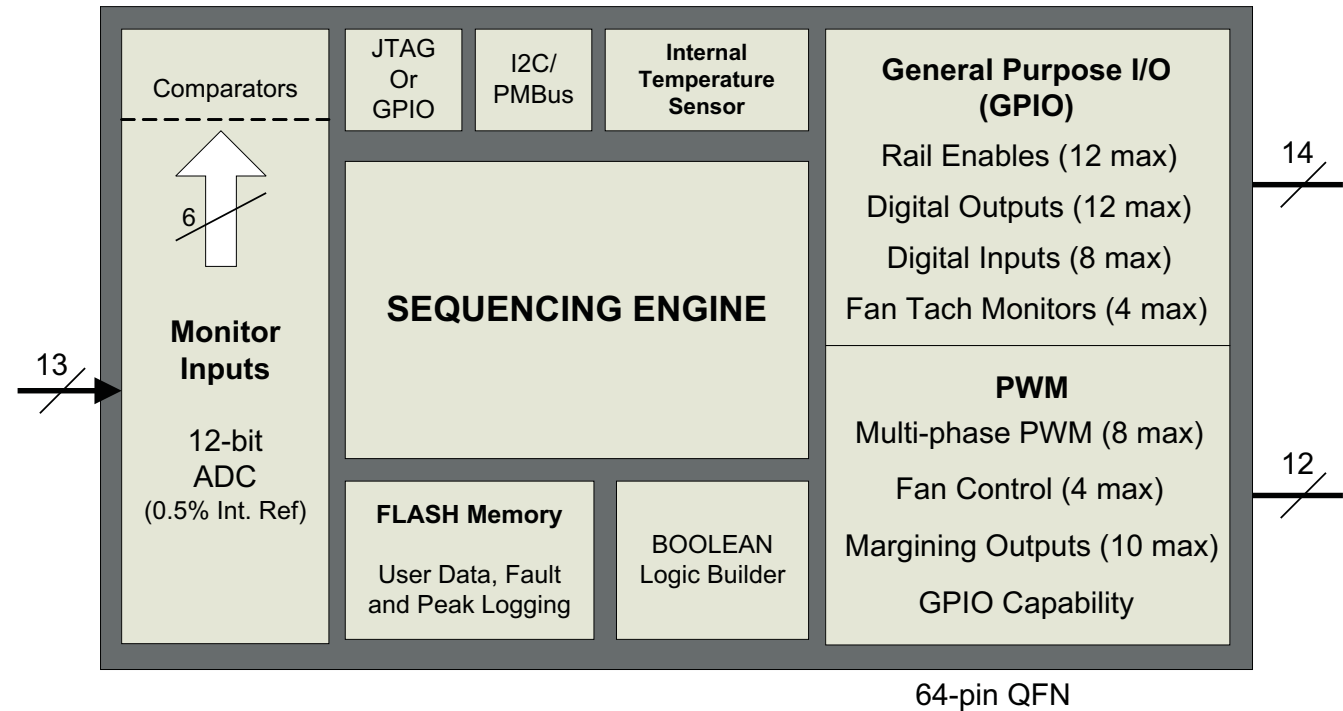 Comparators
6
Monitor
Inputs
12-bit
ADC
(0.5% Int. Ref)
13
JTAG
Or
GPIO
I2C/
PMBus
Internal
Temperature
Sensor
SEQUENCING ENGINE
FLASH Memory
User Data, Fault
and Peak Logging
BOOLEAN
Logic Builder
General Purpose I/O
(GPIO)
Rail Enables (12 max)
Digital Outputs (12 max)
Digital Inputs (8 max)
Fan Tach Monitors (4 max)
14
PWM
Multi-phase PWM (8 max)
Fan Control (4 max)
Margining Outputs (10 max)
GPIO Capability
12
64-pin QFN